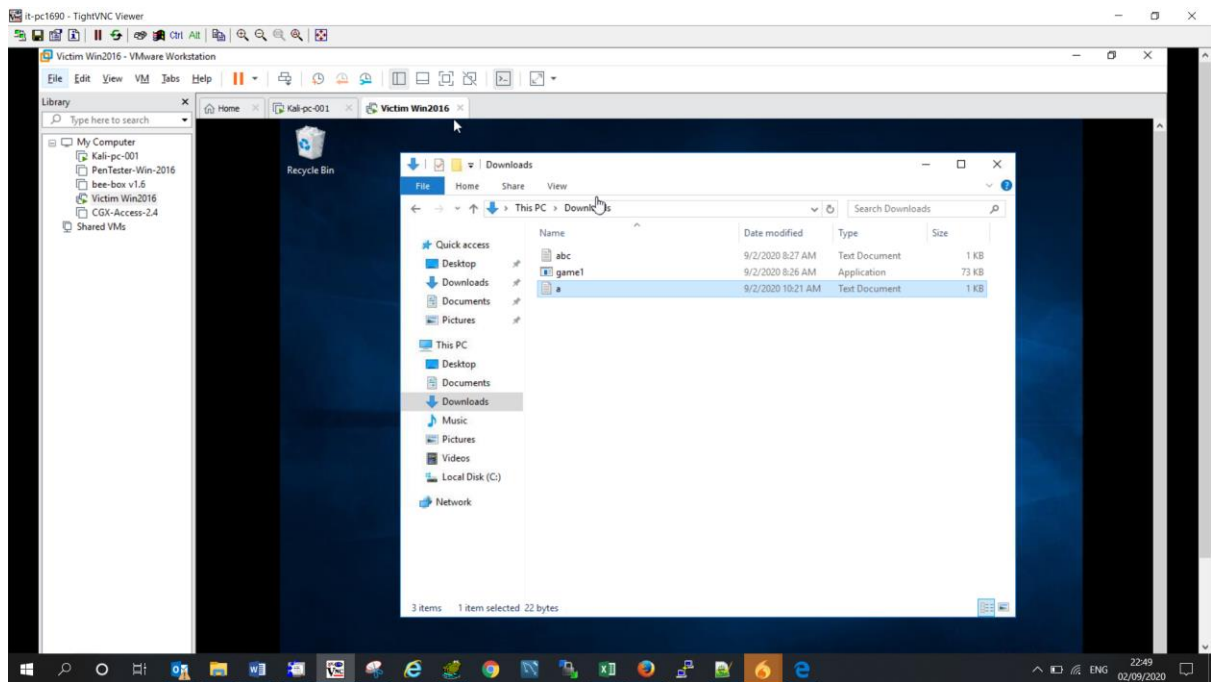 it-pc1690 - TightVNC Viewer
Ctrl Alt
Victim Win2016 - VMware Workstation
File Edit View VM Tabs Help
Library
Type here to search
Home Kali-pc-001 Victim Win2016
My Computer
Kali-pc-001
PenTester-Win-2016
bee-box v1.6
Victim Win2016
CGX-Access-2.4
Shared VMs
Recycle Bin
Downloads
File Home Share View
This PC > Downloads
Search Downloads
Name Date modified Type Size
abc 9/2/2020 8:27 AM Text Document 1 KB
game1 9/2/2020 8:26 AM Application 73 KB
a 9/2/2020 10:21 AM Text Document 1 KB
Quick access
Desktop
Downloads
Documents
Pictures
This PC
Desktop
Documents
Downloads
Music
Pictures
Videos
Local Disk (C:)
Network
3 items 1 item selected 22 bytes
ENG
22:49
02/09/2020